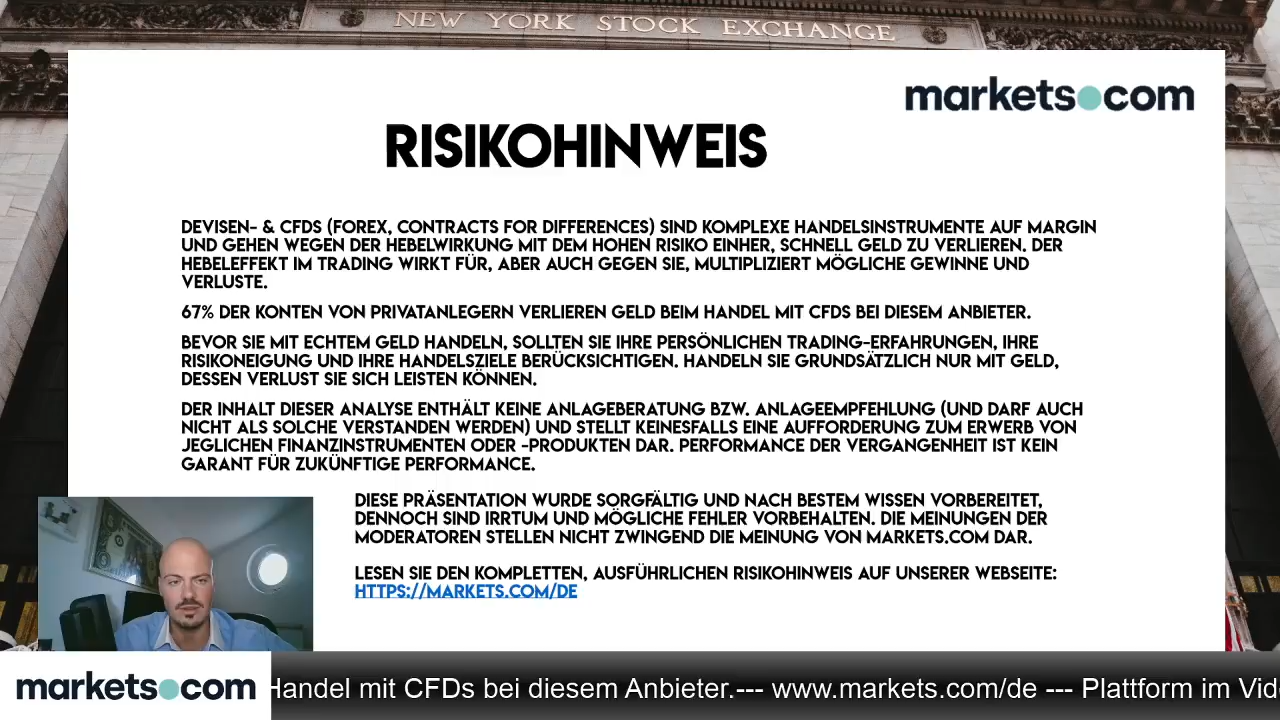 NEW YORK STOCK EXCHANGE
markets.com
RISIKOHINWEIS
DEVISEN- & CFDS (FOREX, CONTRACTS FOR DIFFERENCES) SIND KOMPLEXE HANDELSINSTRUMENTE AUF MARGIN
UND GEHEN WEGEN DER HEBELWIRKUNG MIT DEM HOHEN RISIKO EINHER, SCHNELL GELD ZU VERLIEREN. DER
HEBELEFFEKT IM TRADING WIRKT FÜR, ABER AUCH GEGEN SIE, MULTIPLIZIERT MÖGLICHE GEWINNE UND
VERLUSTE.
67% DER KONTEN VON PRIVATANLEGERN VERLIEREN GELD BEIM HANDEL MIT CFDS BEI DIESEM ANBIETER.
BEVOR SIE MIT ECHTEM GELD HANDELN, SOLLTEN SIE IHRE PERSÖNLICHEN TRADING-ERFAHRUNGEN, IHRE
RISIKONEIGUNG UND IHRE HANDELSZIELE BERÜCKSICHTIGEN. HANDELN SIE GRUNDSÄTZLICH NUR MIT GELD,
DESSEN VERLUST SIE SICH LEISTEN KÖNNEN.
DER INHALT DIESER ANALYSE ENTHÄLT KEINE ANLAGEBERATUNG BZW. ANLAGEEMPFEHLUNG (UND DARF AUCH
NICHT ALS SOLCHE VERSTANDEN WERDEN) UND STELLT KEINESFALLS EINE AUFFORDERUNG ZUM ERWERB VON
JEGLICHEN FINANZINSTRUMENTEN ODER -PRODUKTEN DAR. PERFORMANCE DER VERGANGENHEIT IST KEIN
GARANT FÜR ZUKÜNFTIGE PERFORMANCE.
DIESE PRÄSENTATION WURDE SORGFÄLTIG UND NACH BESTEM WISSEN VORBEREITET,
DENNOCH SIND IRRTUM UND MÖGLICHE FEHLER VORBEHALTEN. DIE MEINUNGEN DER
MODERATOREN STELLEN NICHT ZWINGEND DIE MEINUNG VON MARKETS.COM DAR.
LESEN SIE DEN KOMPLETTEN, AUSFÜHRLICHEN RISIKOHINWEIS AUF UNSERER WEBSEITE:
HTTPS://MARKETS.COM/DE
markets.com
Handel mit CFDs bei diesem Anbieter.--- www.markets.com/de --- Plattform im Vid